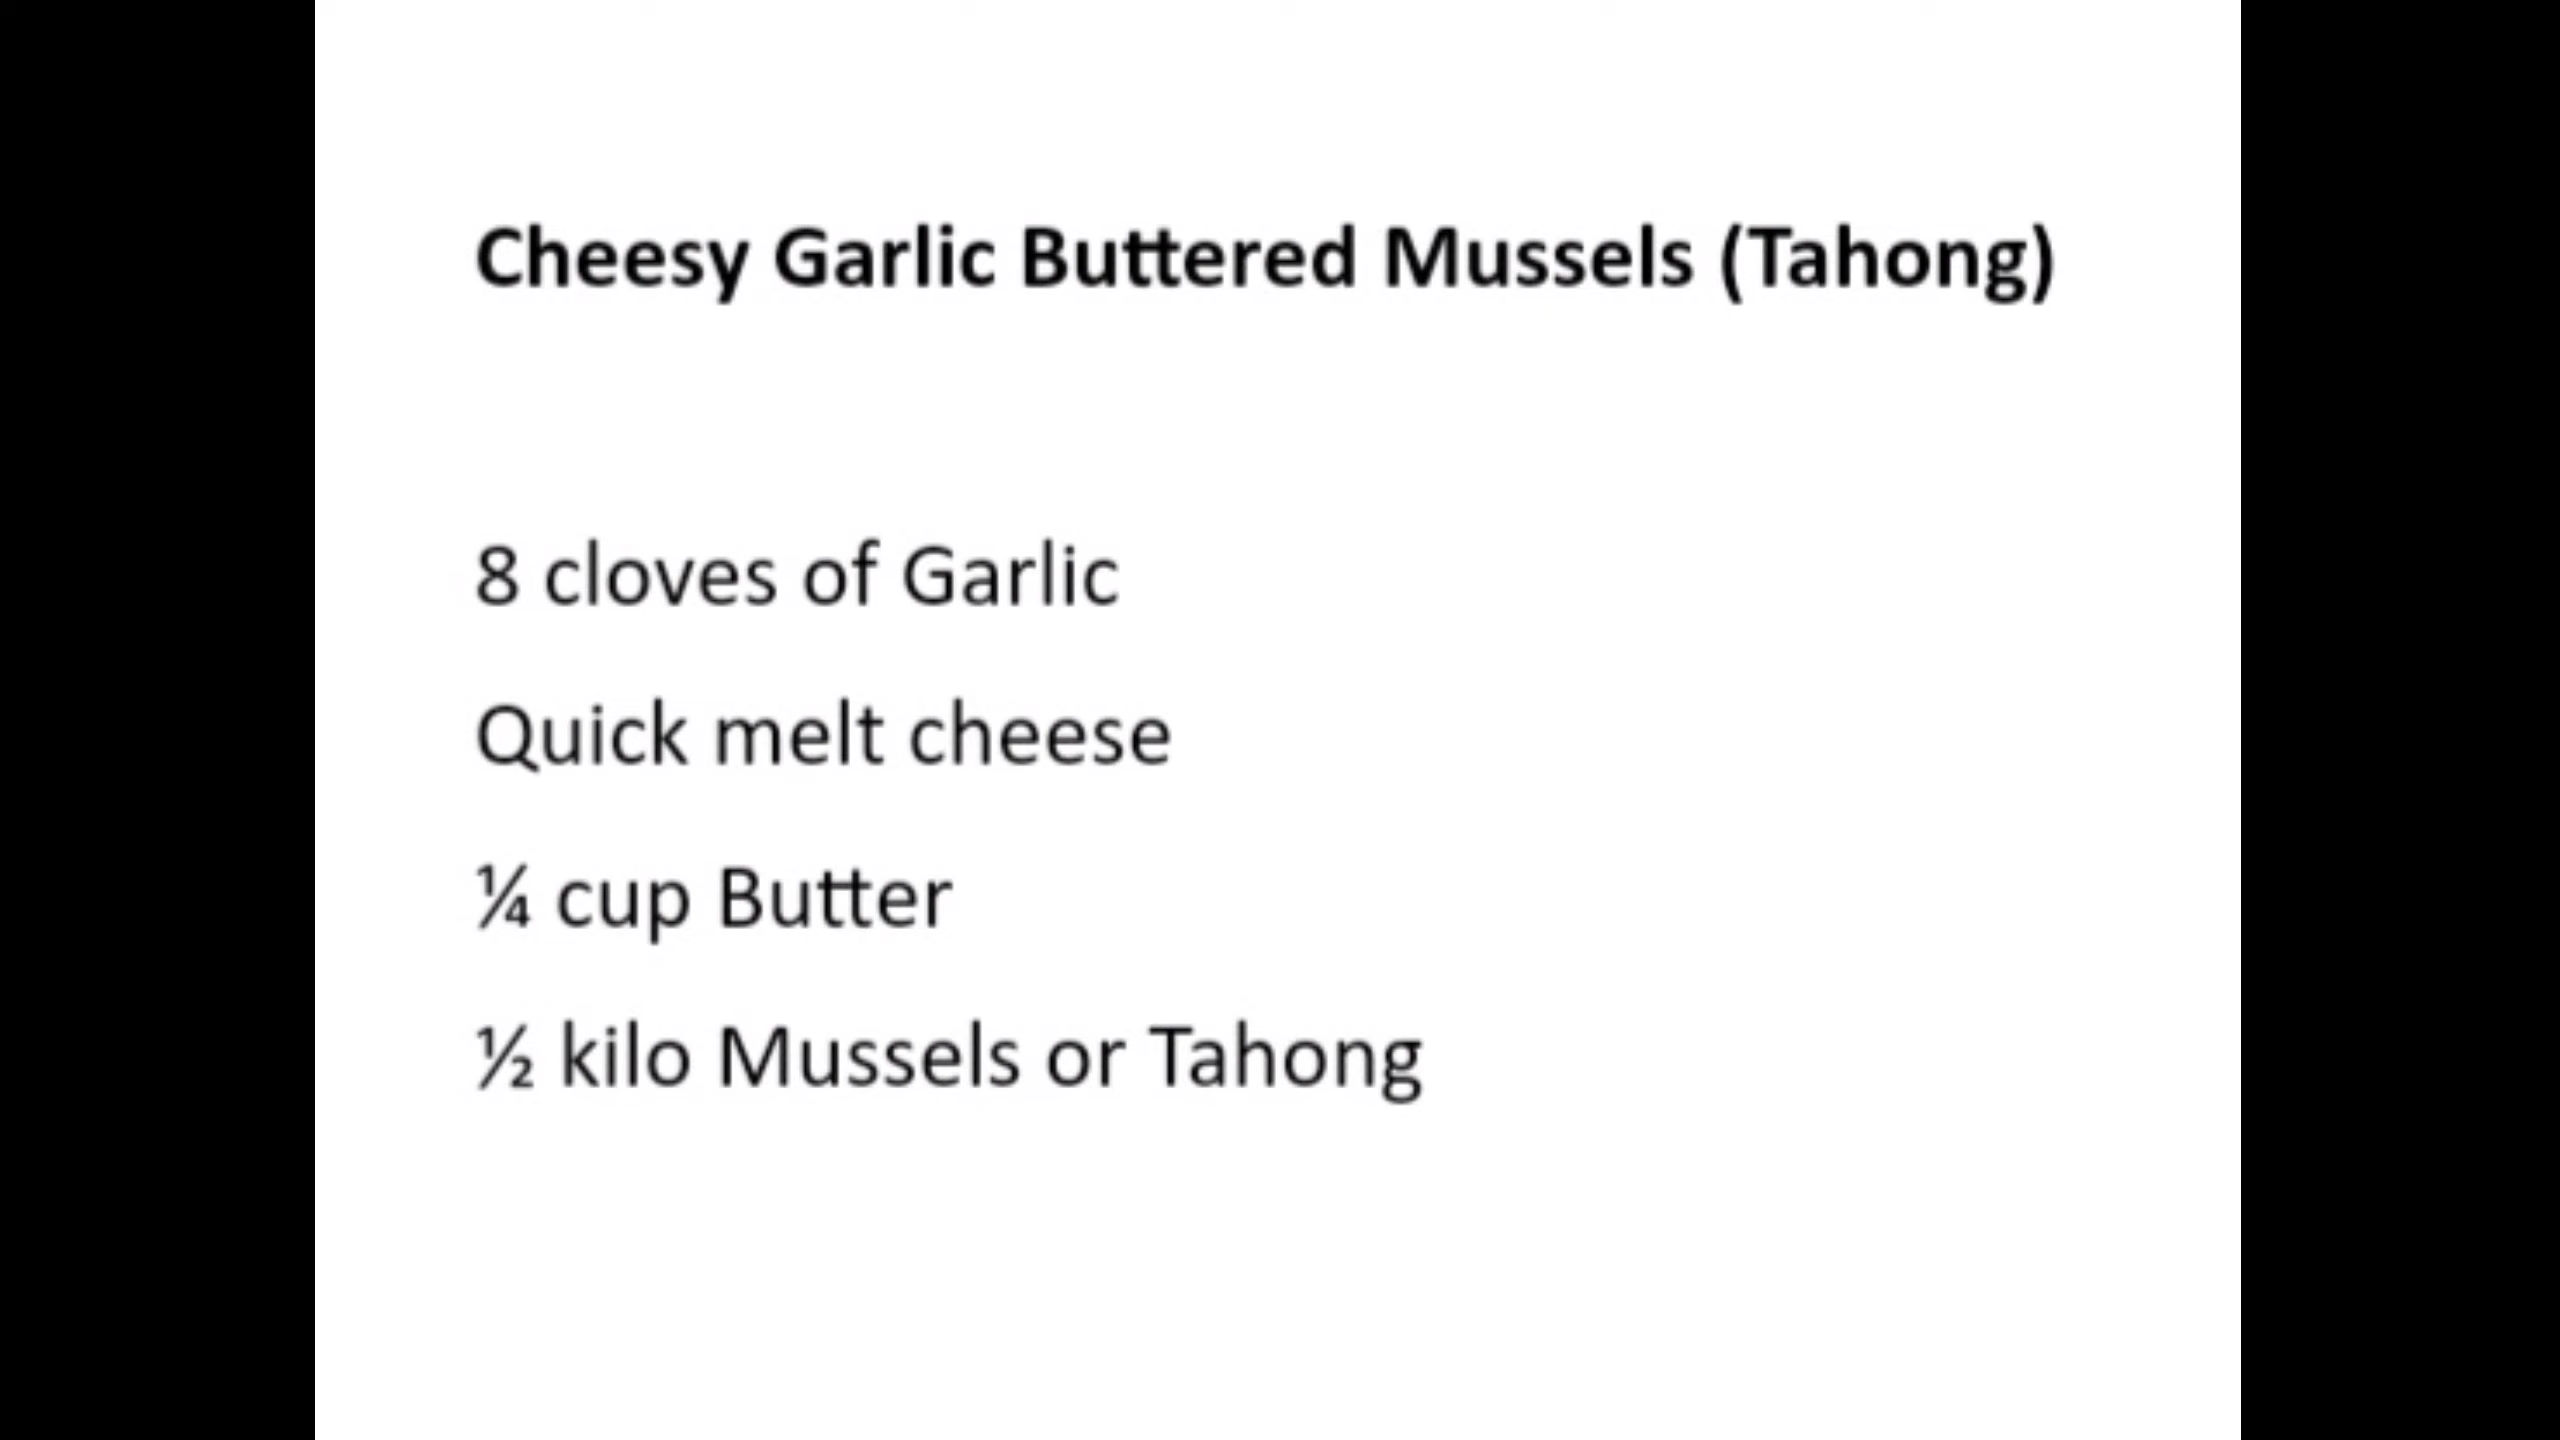 Cheesy Garlic Buttered Mussels (Tahong)
8 cloves of Garlic
Quick melt cheese
¼ cup Butter
½ kilo Mussels or Tahong